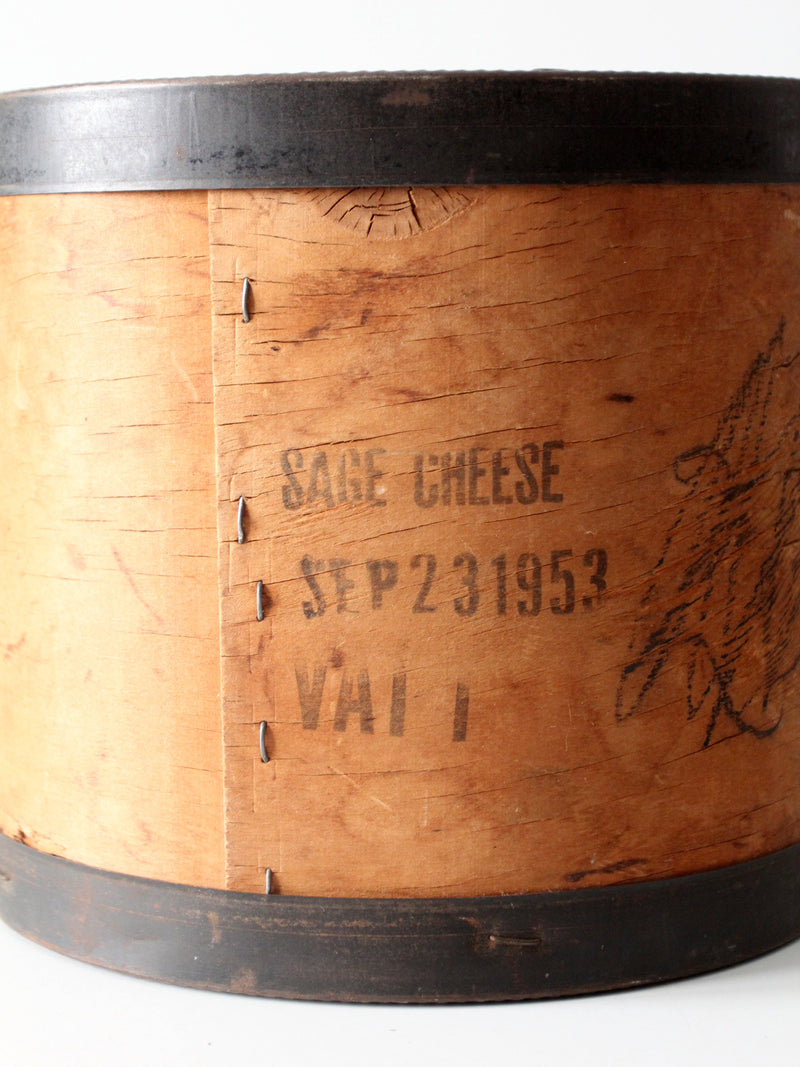 SAGE CHEESE
SEP231953
VAT 1